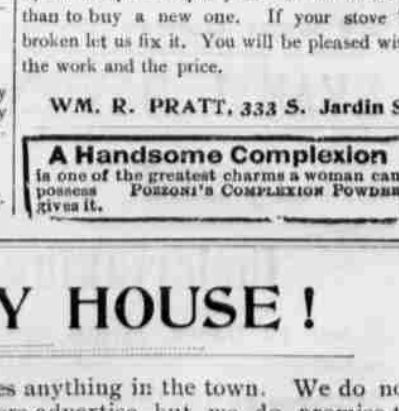 than to buy a new one. If your stove
broken let us fix it. You will be pleased wi
the work and the price.
WM. R. PRATT, 333 S. Jardin S
A Handsome Complexion
is one of the greatest charms a woman can
possess POZZONI'S COMPLEXION POWDER
gives it.
Y HOUSE!
es anything in the town. We do no